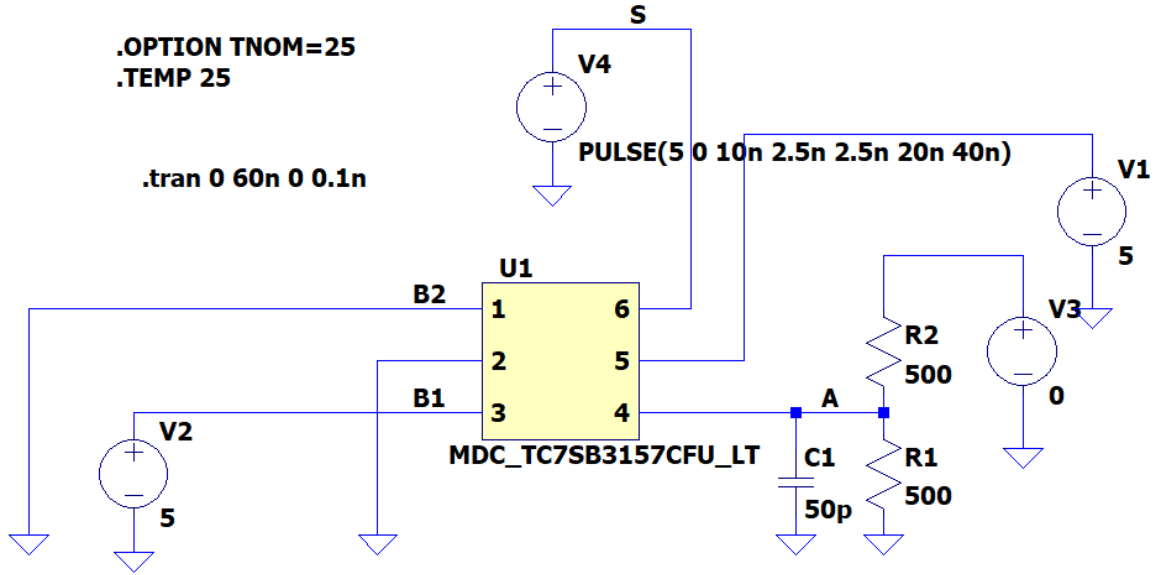 S
.OPTION TNOM=25
.TEMP 25
V4
PULSE(5 0 10n 2.5n 2.5n 20n 40n)
.tran 0 60n 0 0.1n
V1
5
U1
B2
1
6
V3
0
2
5
R2
500
B1
3
4
A
V2
5
MDC_TC7SB3157CFU_LT
C1
50p
R1
500